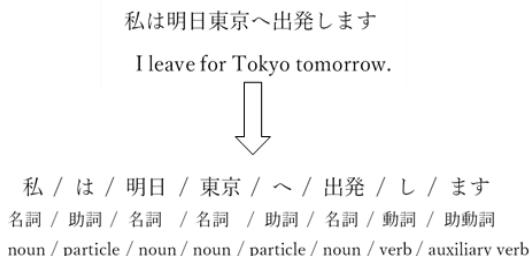 私は明日東京へ出発します
I leave for Tokyo tomorrow.
私 / は / 明日 / 東京 / へ / 出発 / し / ます
名詞 / 助詞 / 名詞 / 名詞 / 助詞 / 名詞 / 動詞 / 助動詞
noun / particle / noun / noun / particle / noun / verb / auxiliary verb